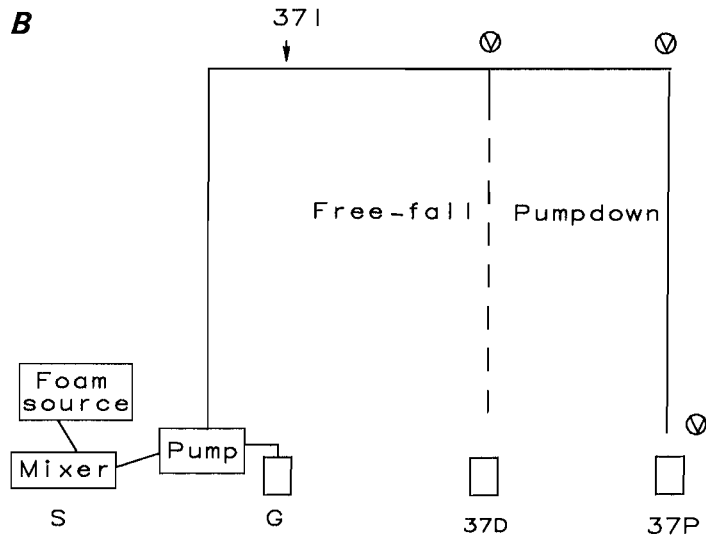 B
37I
V V
Free-fall Pumpdown
Foam
source
V
Pump
Mixer
S G 37D 37P